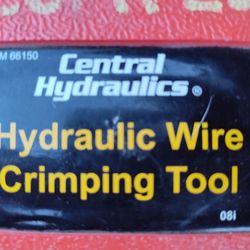 M 66150
Central
Hydraulics®
Hydraulic Wire
Crimping Tool
08i